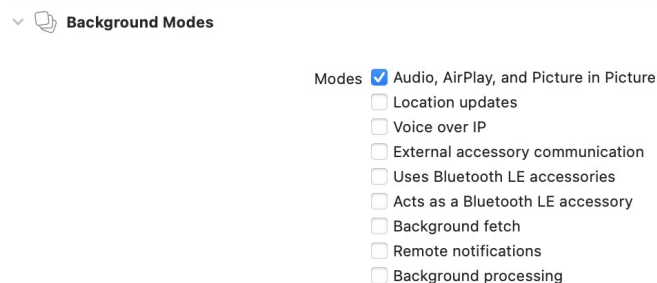 Background Modes
Modes Audio, AirPlay, and Picture in Picture
Location updates
Voice over IP
External accessory communication
Uses Bluetooth LE accessories
Acts as a Bluetooth LE accessory
Background fetch
Remote notifications
Background processing